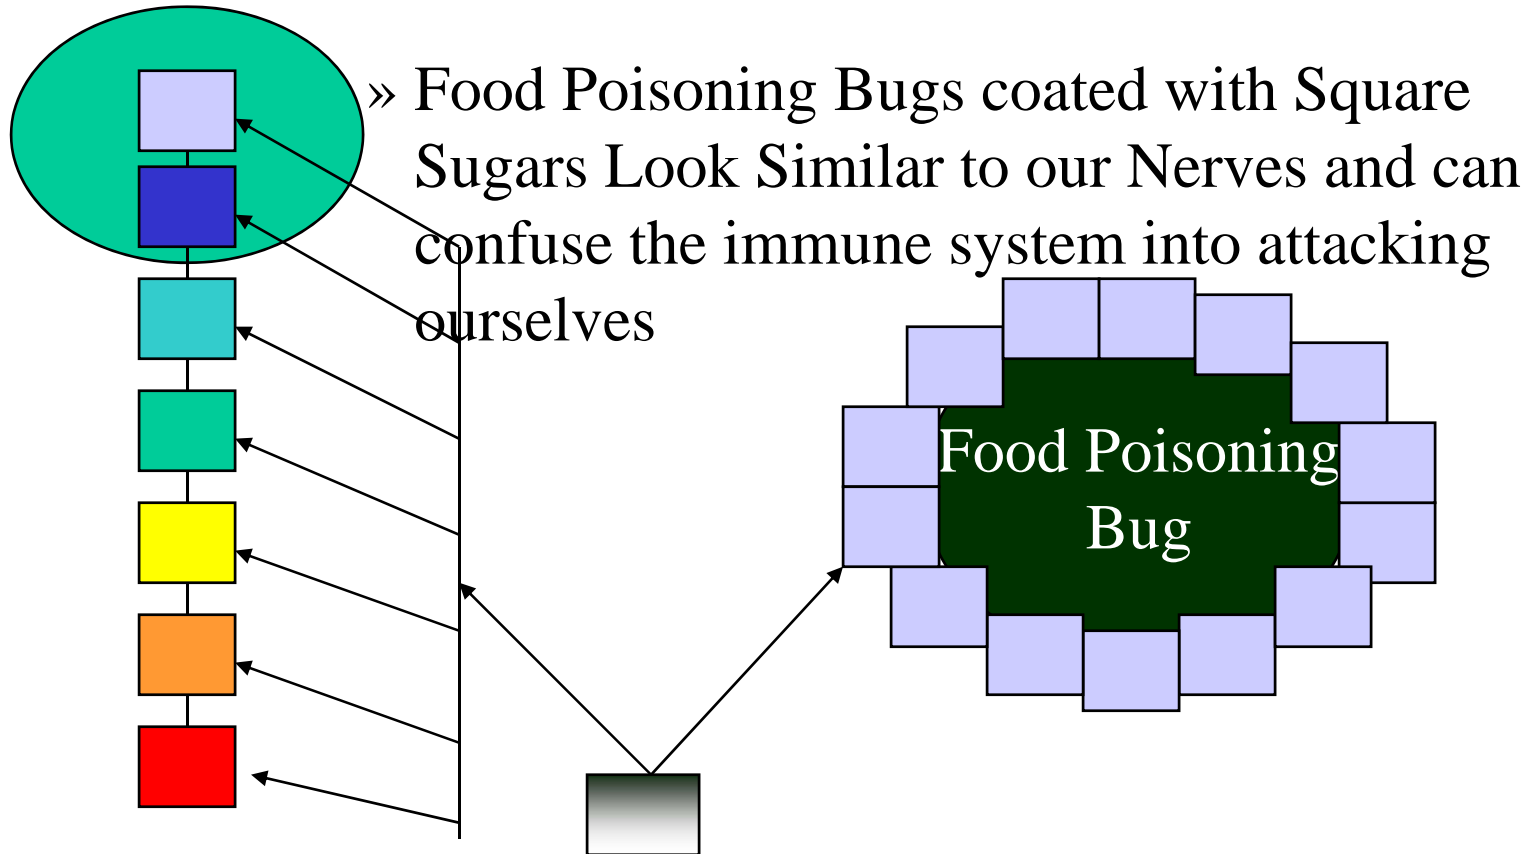 » Food Poisoning Bugs coated with Square
Sugars Look Similar to our Nerves and can
confuse the immune system into attacking
ourselves
Food Poisoning
Bug